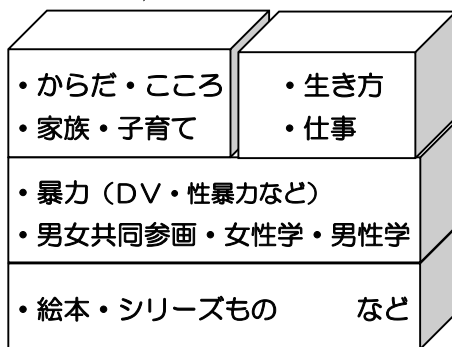 ・からだ・こころ
・家族・子育て
・生き方
・仕事
・暴力（ＤＶ・性暴力など）
・男女共同参画・女性学・男性学
・絵本・シリーズもの　　など